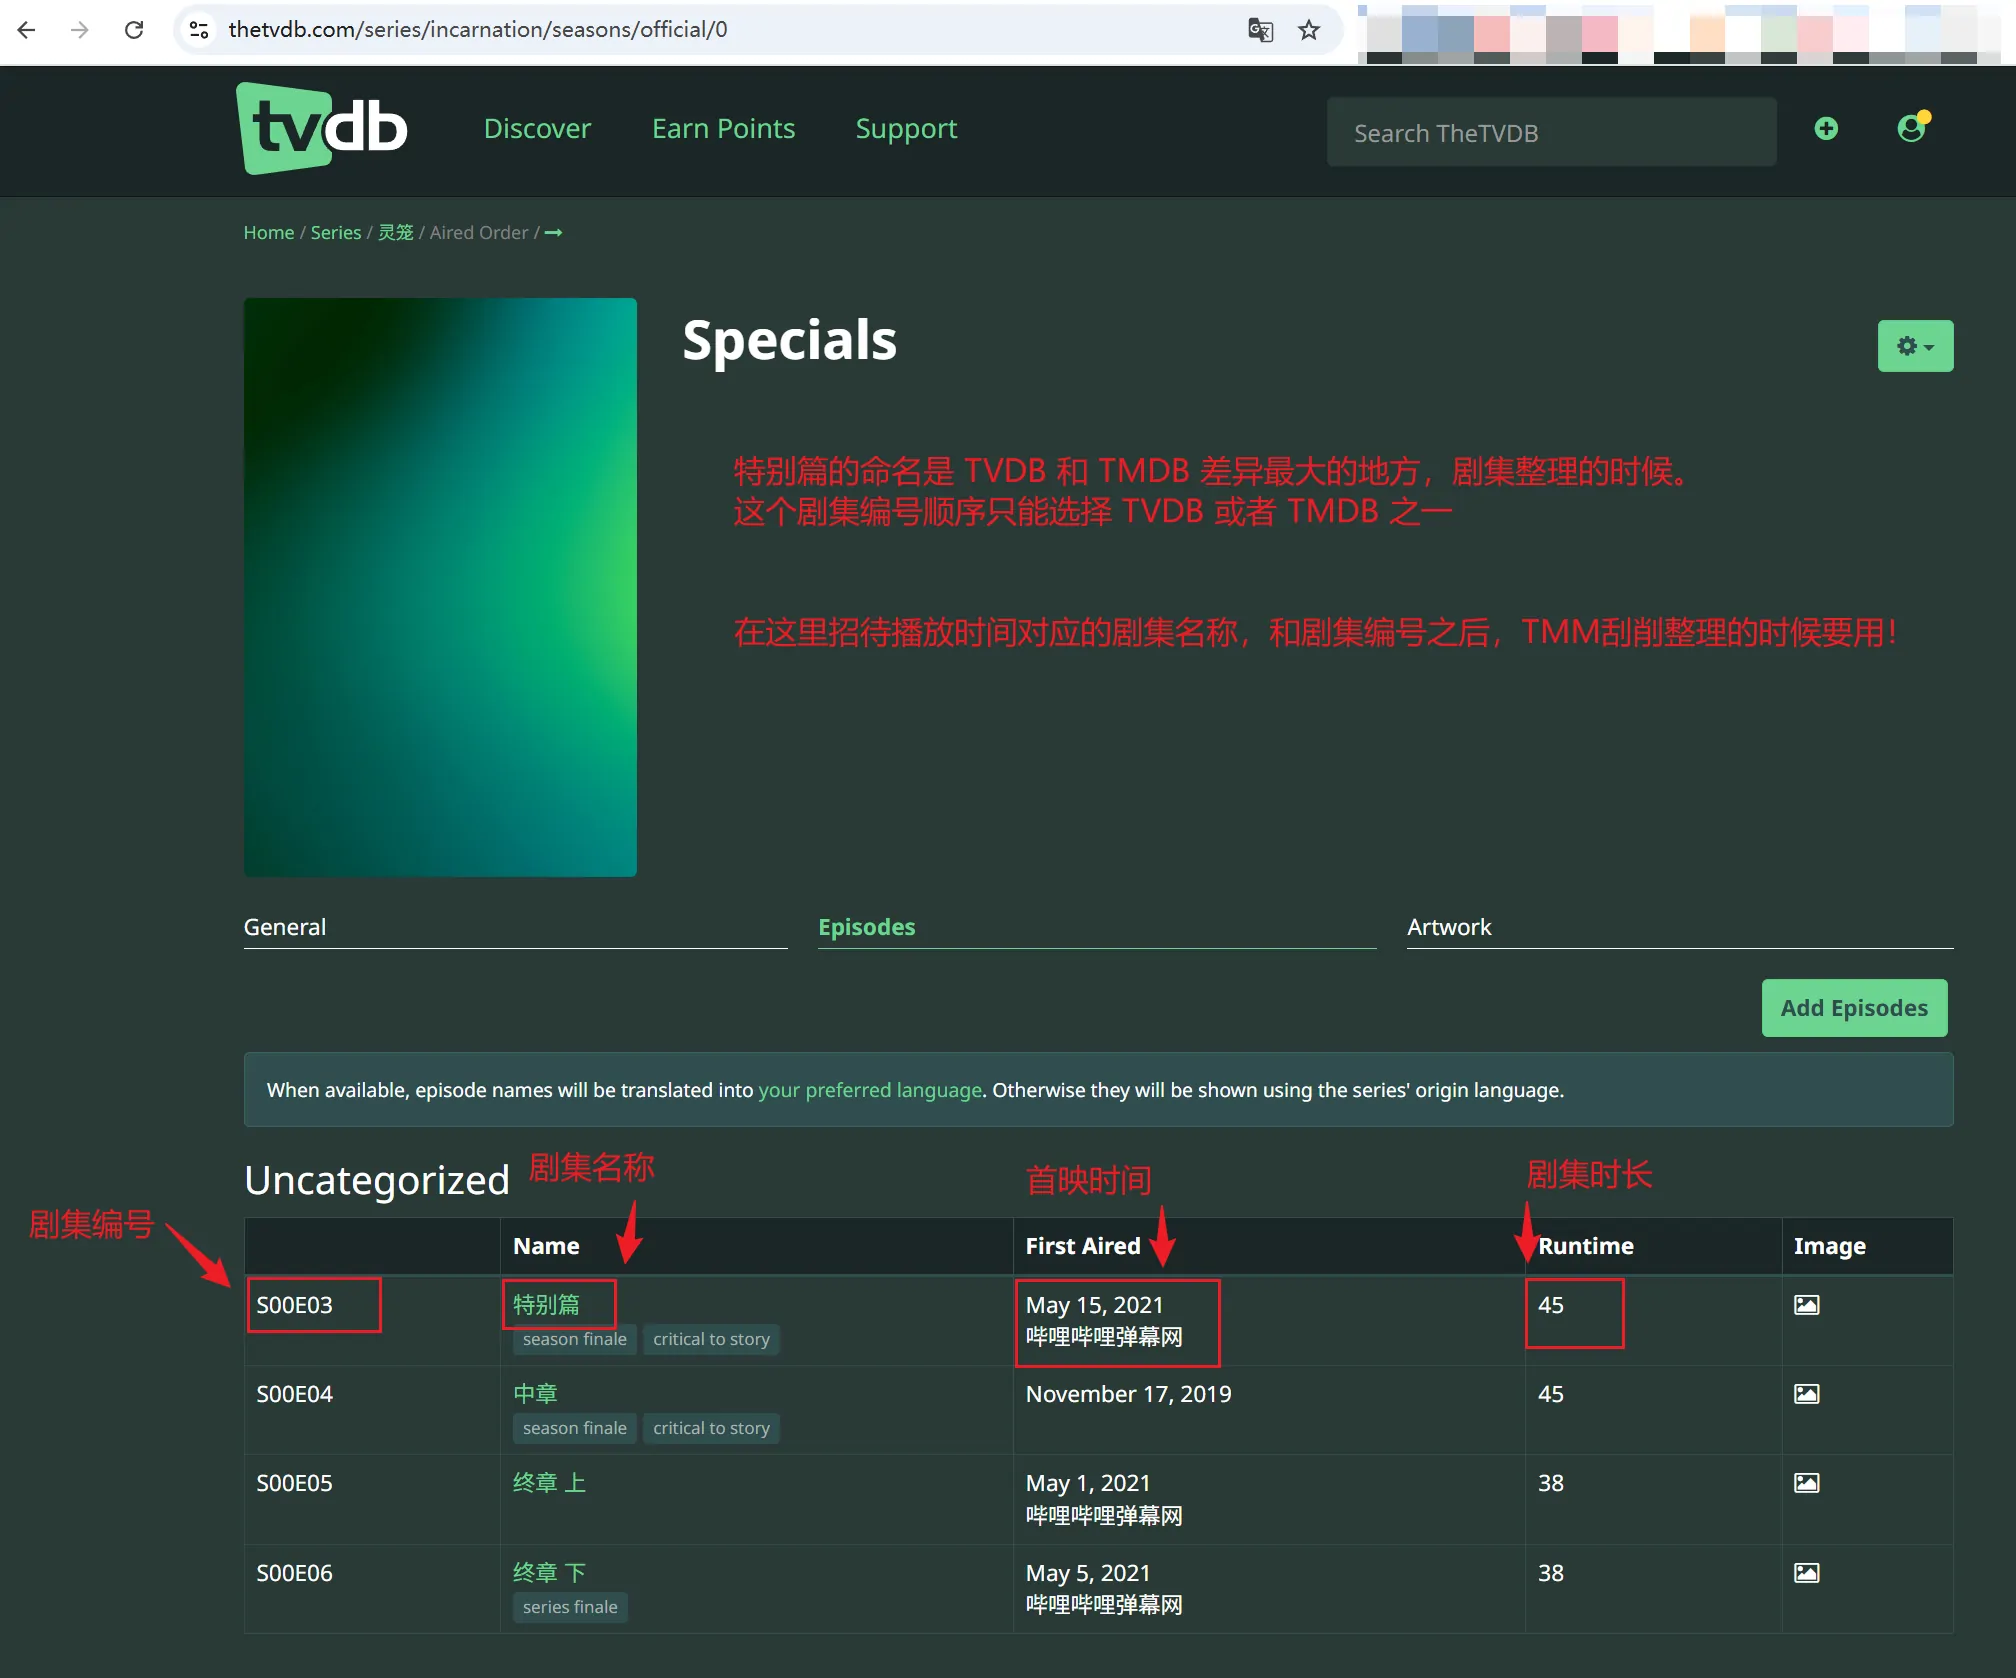 thetvdb.com/series/incarnation/seasons/official/0
tvdb
Discover
Earn Points
Support
Search TheTVDB
Home / Series / 灵笼 / Aired Order /
Specials
特别篇的命名是 TVDB 和 TMDB 差异最大的地方，剧集整理的时候。
这个剧集编号顺序只能选择 TVDB 或者 TMDB 之一
在这里招待播放时间对应的剧集名称，和剧集编号之后，TMM刮削整理的时候要用！
General
Episodes
Artwork
Add Episodes
When available, episode names will be translated into your preferred language. Otherwise they will be shown using the series' origin language.
Uncategorized
剧集名称
首映时间
剧集时长
剧集编号
Name
First Aired
Runtime
Image
S00E03
特别篇
season finale
critical to story
May 15, 2021
哔哩哔哩弹幕网
45
S00E04
中章
season finale
critical to story
November 17, 2019
45
S00E05
终章 上
May 1, 2021
哔哩哔哩弹幕网
38
S00E06
终章 下
series finale
May 5, 2021
哔哩哔哩弹幕网
38